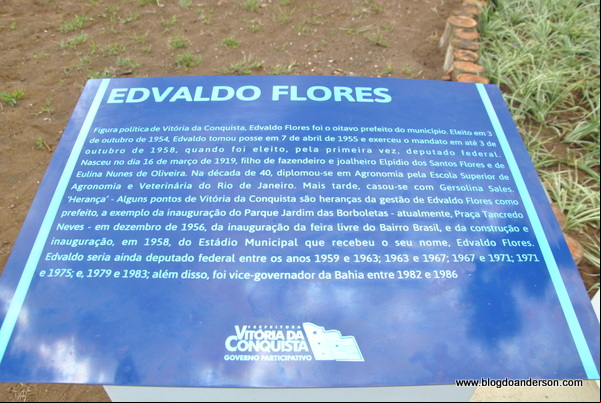 EDVALDO FLORES
Figura política de Vitória da Conquista, Edvaldo Flores foi o oitavo prefeito do município. Eleito em 3
de outubro de 1954, Edvaldo tomou posse em 7 de abril de 1955 e exerceu o mandato em até 3 de
outubro de 1958, quando foi eleito, pela primeira vez, deputado federal.
Nasceu no dia 16 de março de 1919, filho de fazendeiro e joalheiro Elpídio dos Santos Flores e de
Eulina Nunes de Oliveira. Na década de 40, diplomou-se em Agronomia pela Escola Superior de
Agronomia e Veterinária do Rio de Janeiro. Mais tarde, casou-se com Gersolina Sales.
'Herança' - Alguns pontos de Vitória da Conquista são heranças da gestão de Edvaldo Flores como
prefeito, a exemplo da inauguração do Parque Jardim das Borboletas - atualmente, Praça Tancredo
Neves - em dezembro de 1956, da inauguração da feira livre do Bairro Brasil, e da construção e
inauguração, em 1958, do Estádio Municipal que recebeu o seu nome, Edvaldo Flores.
Edvaldo seria ainda deputado federal entre os anos 1959 e 1963; 1963 e 1967; 1967 e 1971; 1971
e 1975; e, 1979 e 1983; além disso, foi vice-governador da Bahia entre 1982 e 1986
PREFEITURA
VITÓRIA DA
CONQUISTA
GOVERNO PARTICIPATIVO
www.blogdoanderson.com